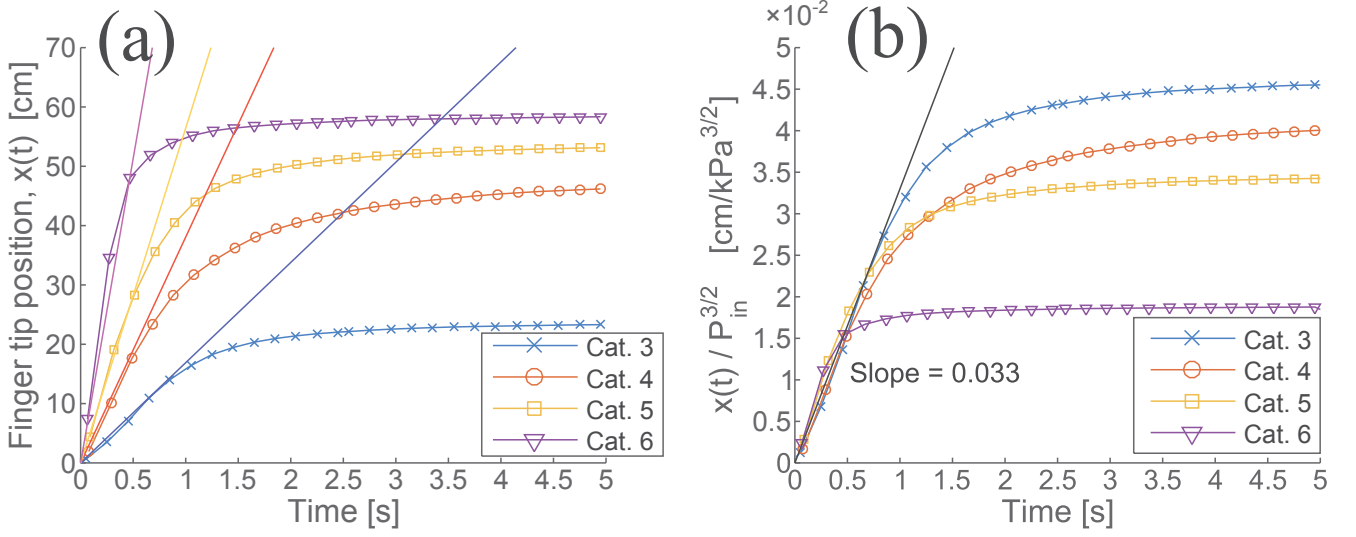 (a)
Finger tip position, x(t) [cm]
70
60
50
40
30
20
10
0
0 0.5 1 1.5 2 2.5 3 3.5 4 4.5 5
Time [s]
Cat. 3
Cat. 4
Cat. 5
Cat. 6
(b)
×10⁻²
x(t) / P_in^3/2 [cm/kPa^3/2]
5
4.5
4
3.5
3
2.5
2
1.5
1
0.5
0
Slope = 0.033
0 0.5 1 1.5 2 2.5 3 3.5 4 4.5 5
Time [s]
Cat. 3
Cat. 4
Cat. 5
Cat. 6